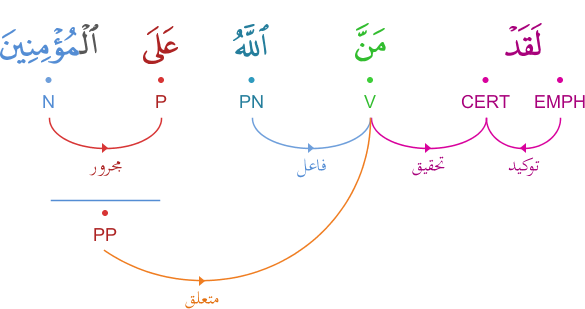 لَقَدْ مَنَّ ٱللَّهُ عَلَى ٱلْمُؤْمِنِينَ
N P PN V CERT EMPH
مجرور فاعل تحقيق توكيد
PP
متعلق